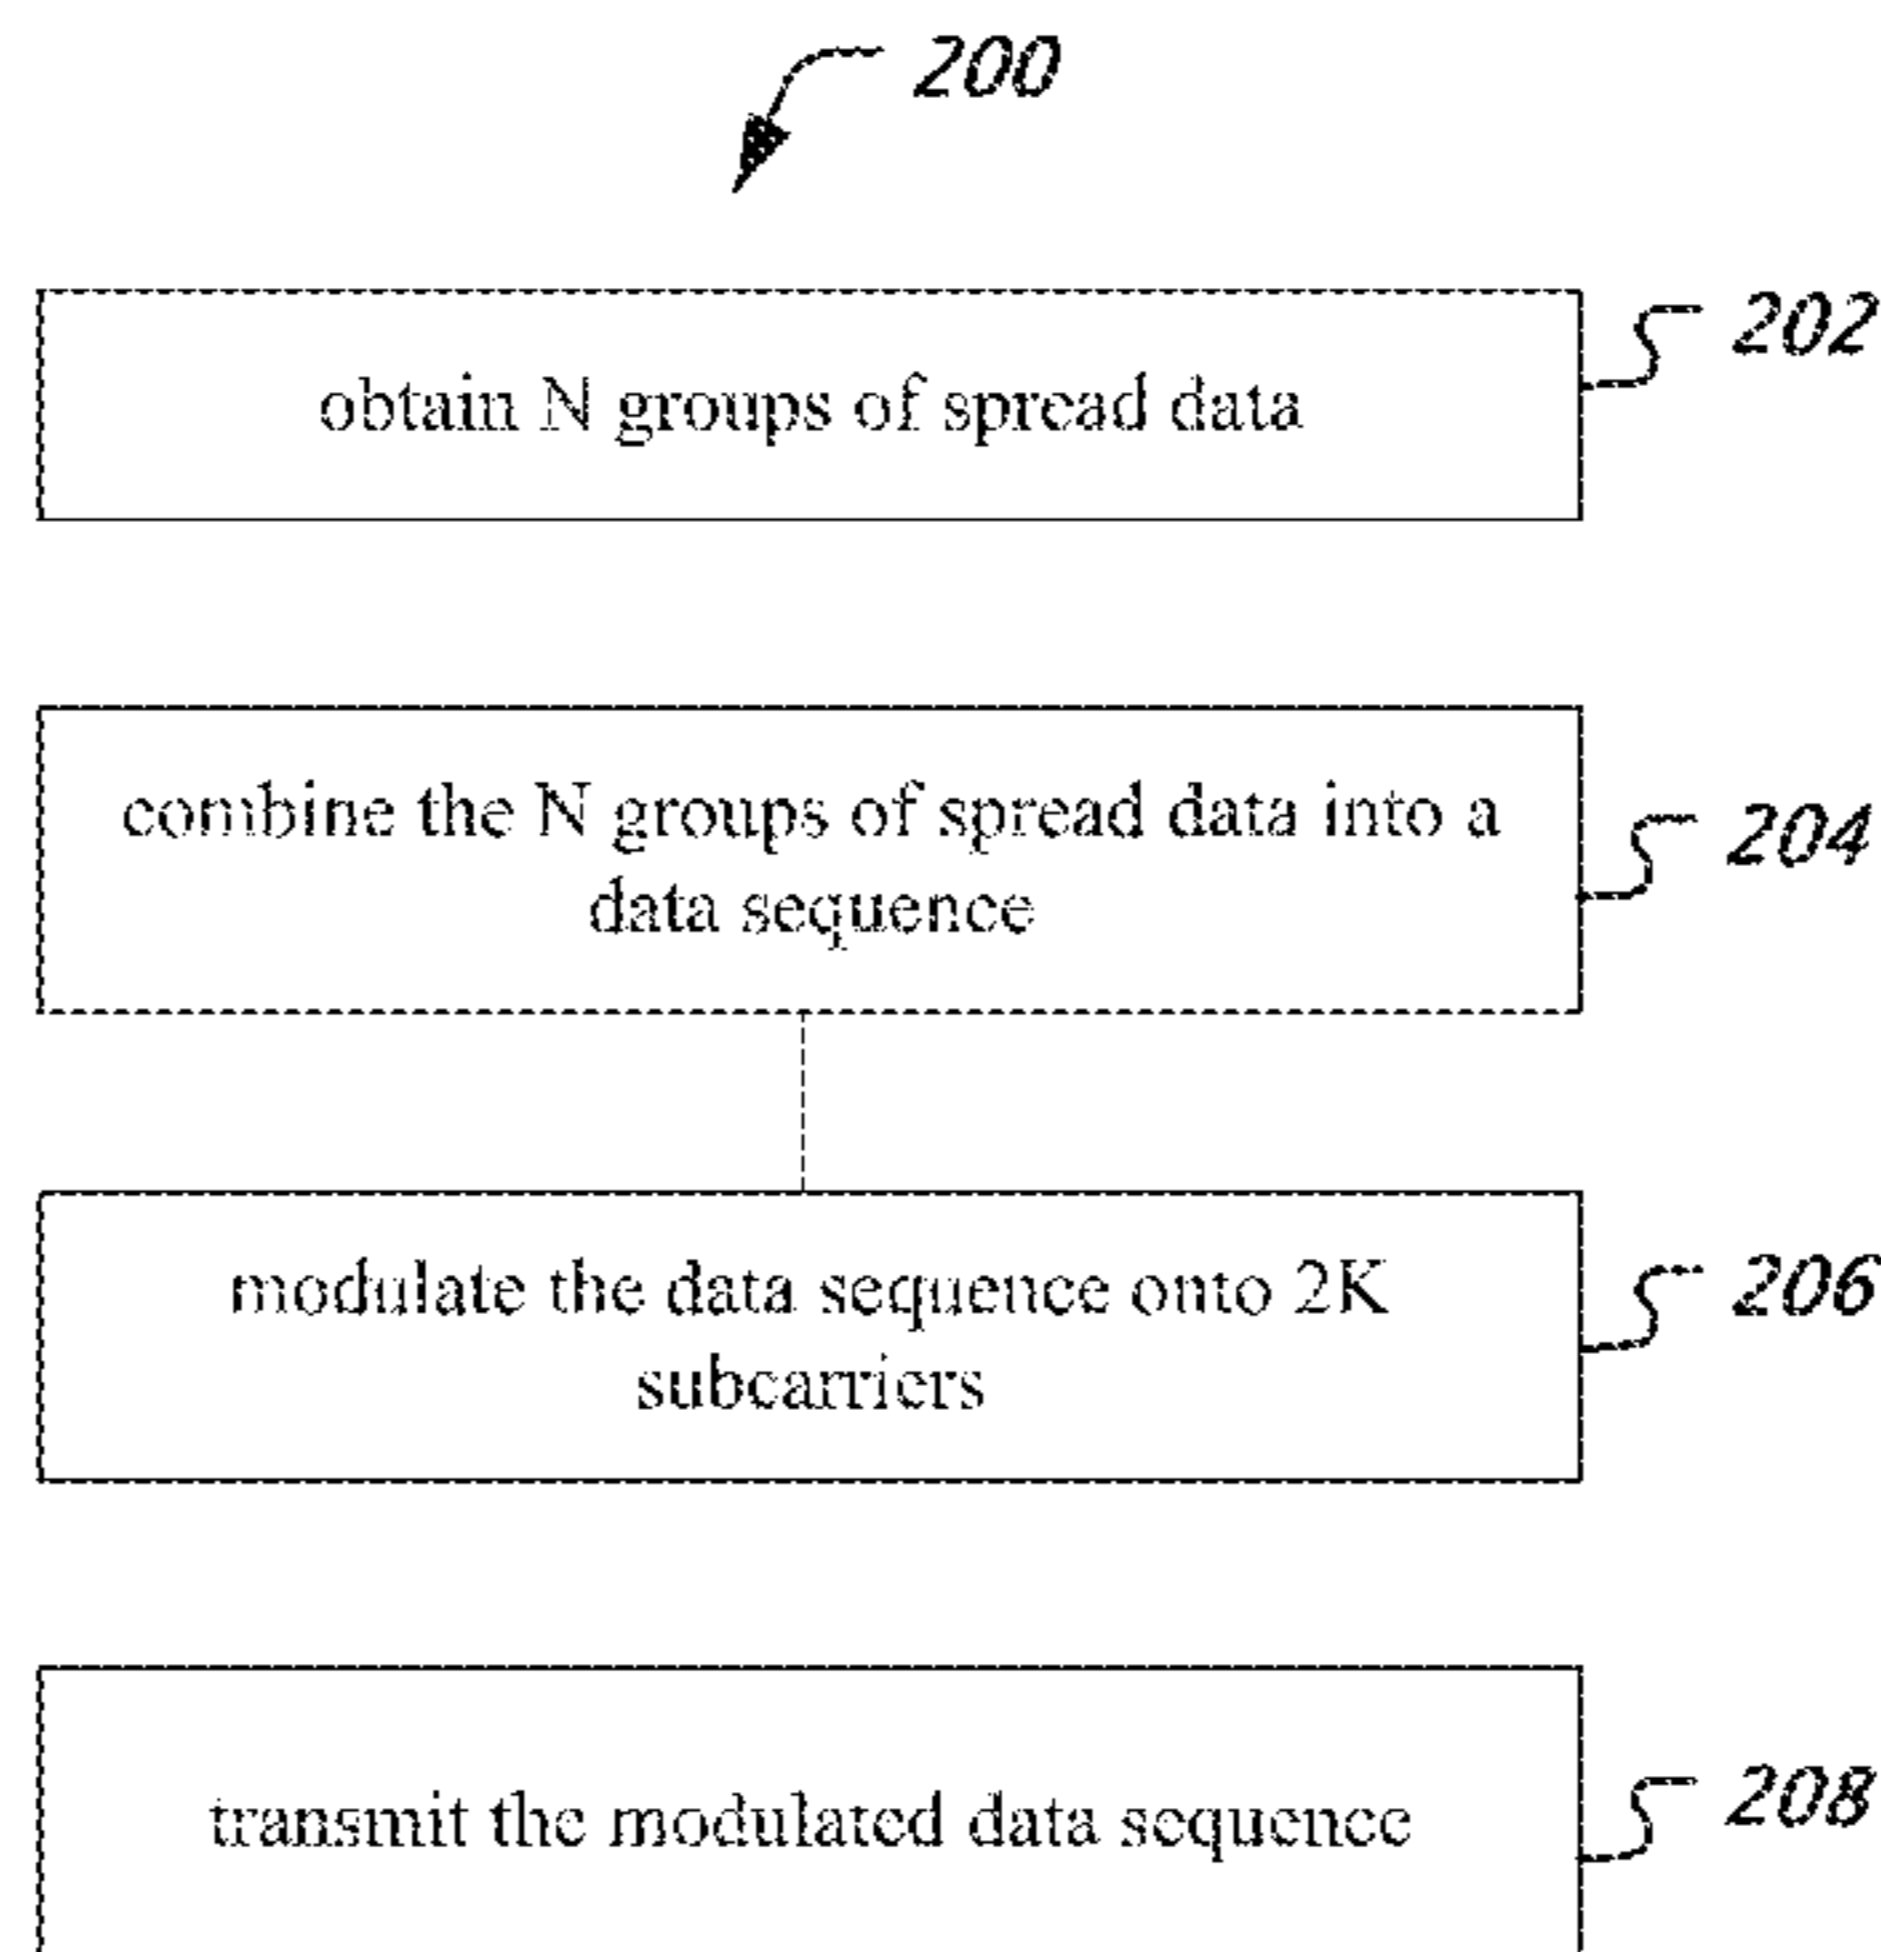 200
202
obtain N groups of spread data
combine the N groups of spread data into a
204
data sequence
206
modulate the data sequence onto 2K
subcarriers
208
transmit the modulated data sequence